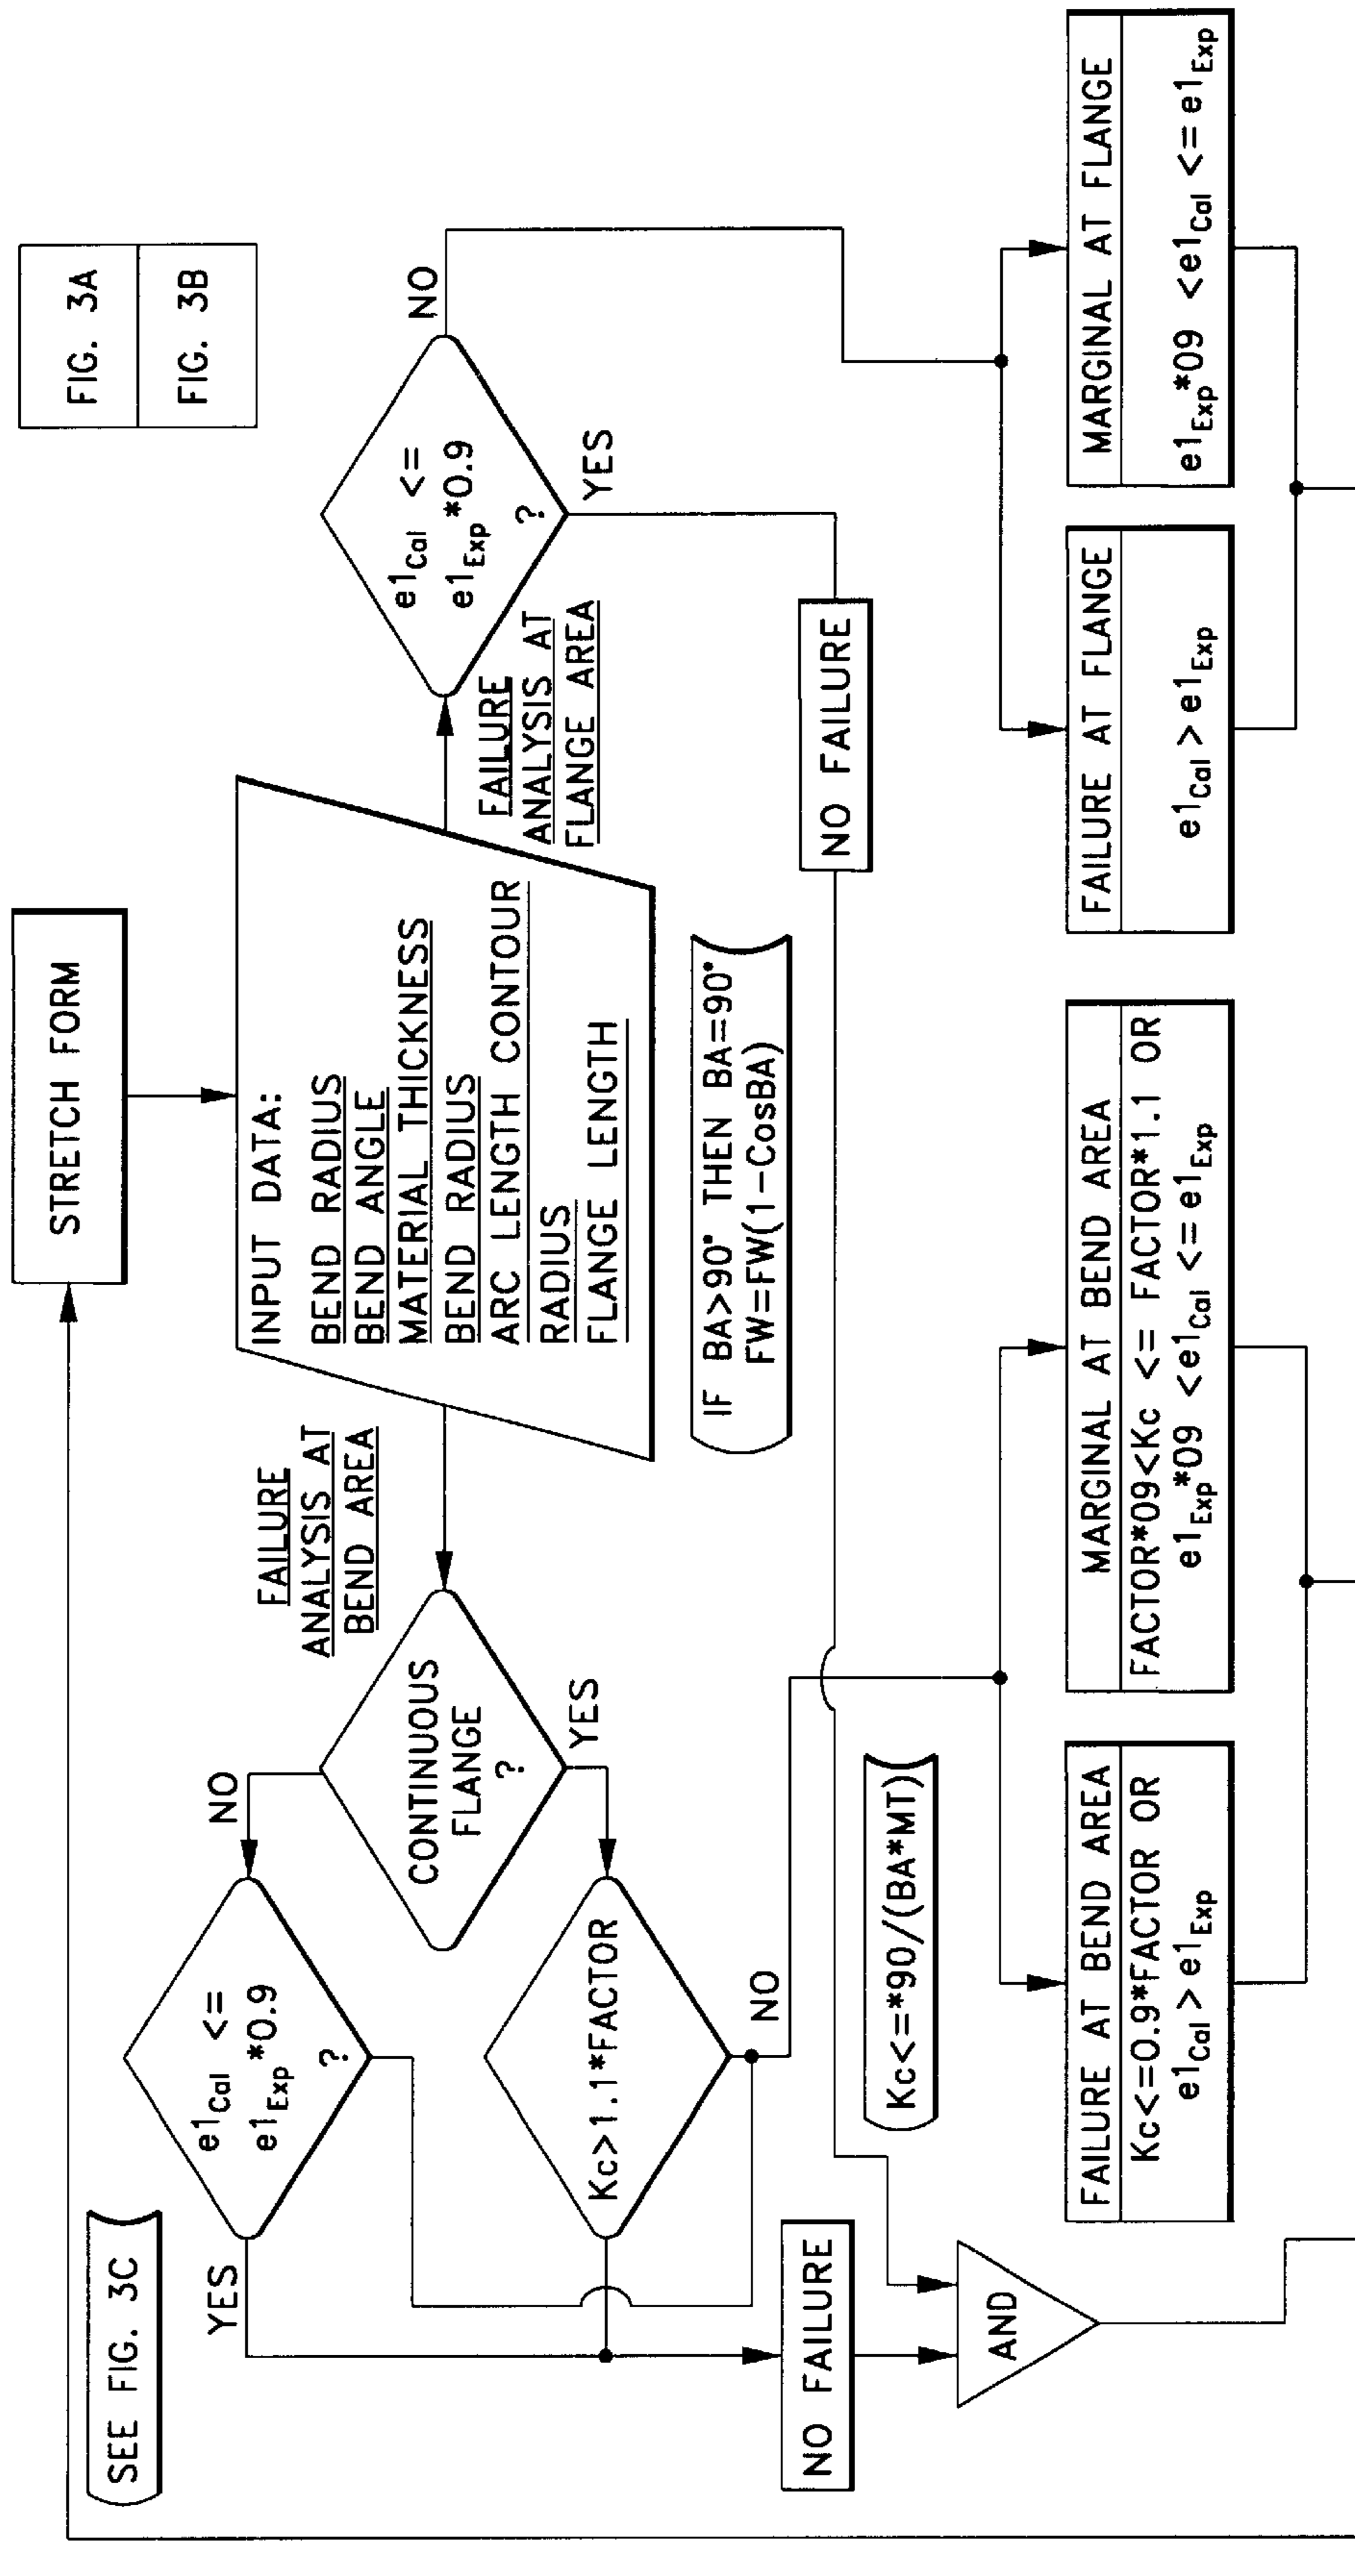 SEE FIG. 3C
STRETCH FORM
FIG. 3A
FIG. 3B
INPUT DATA:
BEND RADIUS
BEND ANGLE
MATERIAL THICKNESS
BEND RADIUS
ARC LENGTH CONTOUR
RADIUS
FLANGE LENGTH
FAILURE
ANALYSIS AT
BEND AREA
FAILURE
ANALYSIS AT
FLANGE AREA
CONTINUOUS
FLANGE
?
NO
YES
e1Cal <=
e1Exp*0.9
?
YES
Kc>1.1*FACTOR
NO
e1Cal <=
e1Exp*0.9
?
NO
YES
IF BA>90° THEN BA=90°
FW=FW(1-CosBA)
NO FAILURE
NO FAILURE
Kc<=*90/(BA*MT)
AND
FAILURE AT BEND AREA
Kc<=0.9*FACTOR OR
e1Cal > e1Exp
MARGINAL AT BEND AREA
FACTOR*09<Kc <= FACTOR*1.1 OR
e1Exp*09 <e1Cal <= e1Exp
FAILURE AT FLANGE
e1Cal > e1Exp
MARGINAL AT FLANGE
e1Exp*09 <e1Cal <= e1Exp